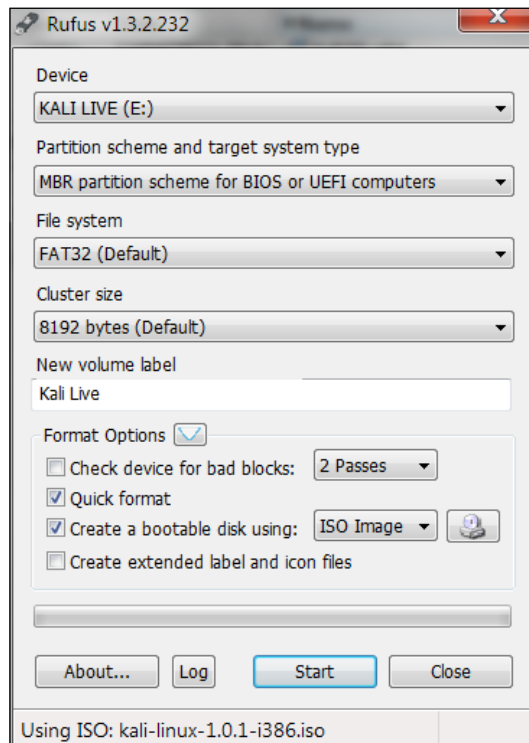 Rufus v1.3.2.232
Device
KALI LIVE (E:)
Partition scheme and target system type
MBR partition scheme for BIOS or UEFI computers
File system
FAT32 (Default)
Cluster size
8192 bytes (Default)
New volume label
Kali Live
Format Options
Check device for bad blocks: 2 Passes
Quick format
Create a bootable disk using: ISO Image
Create extended label and icon files
About... Log Start Close
Using ISO: kali-linux-1.0.1-i386.iso